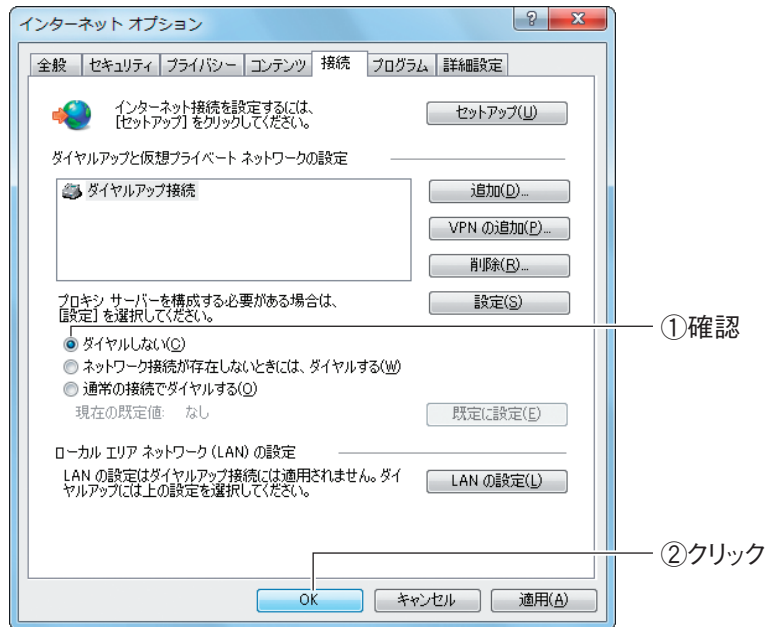 インターネット オプション
全般 セキュリティ プライバシー コンテンツ 接続 プログラム 詳細設定
インターネット接続を設定するには、
[セットアップ] をクリックしてください。
セットアップ(U)
ダイヤルアップと仮想プライベート ネットワークの設定
ダイヤルアップ接続
追加(D)...
VPN の追加(P)...
削除(R)...
プロキシ サーバーを構成する必要がある場合は、
[設定] を選択してください。
設定(S)
①確認
ダイヤルしない(C)
ネットワーク接続が存在しないときには、ダイヤルする(W)
通常の接続でダイヤルする(O)
現在の既定値: なし
既定に設定(E)
ローカル エリア ネットワーク (LAN) の設定
LAN の設定はダイヤルアップ接続には適用されません。ダイ
ヤルアップには上の設定を選択してください。
LAN の設定(L)
②クリック
OK キャンセル 適用(A)